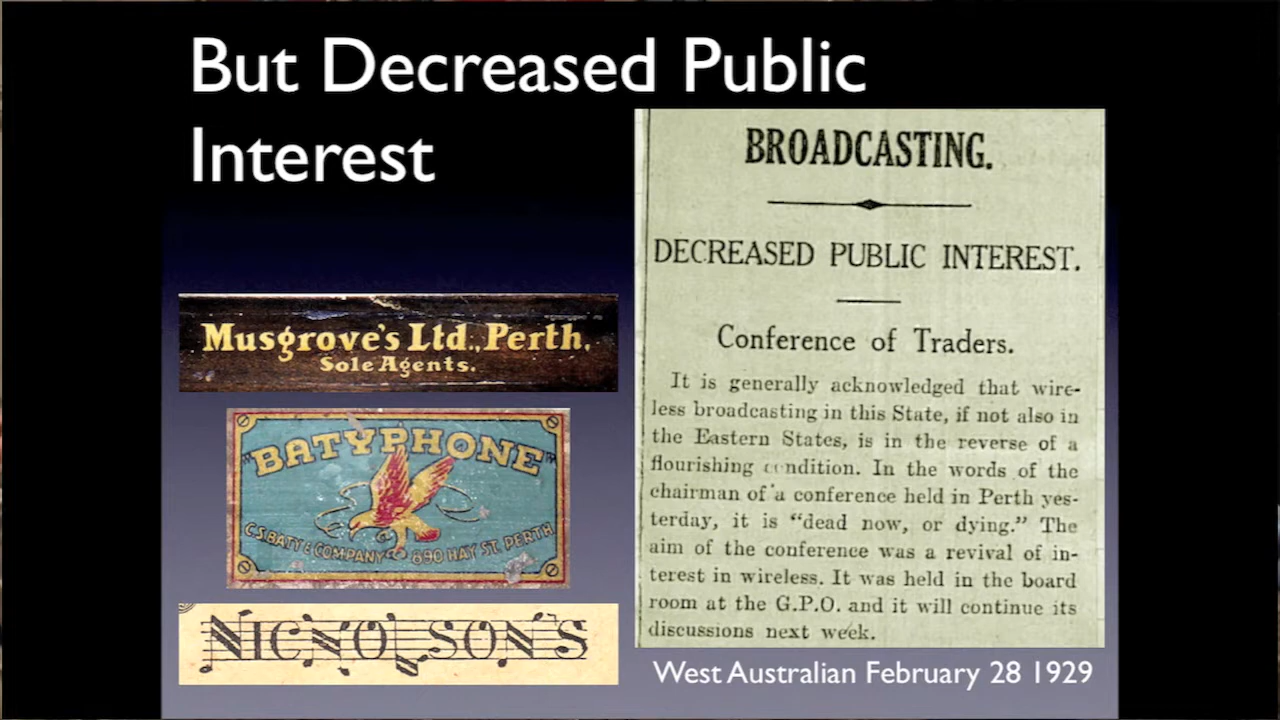 But Decreased Public
Interest
Musgrove's Ltd., Perth.
Sole Agents.
"BATYPHONE"
C.S. BATY & COMPANY 690 HAY ST. PERTH
NICHOLSON'S
BROADCASTING.
DECREASED PUBLIC INTEREST.
Conference of Traders.
It is generally acknowledged that wire-
less broadcasting in this State, if not also in
the Eastern States, is in the reverse of a
flourishing condition. In the words of the
chairman of a conference held in Perth yes-
terday, it is "dead now, or dying." The
aim of the conference was a revival of in-
terest in wireless. It was held in the board
room at the G.P.O. and it will continue its
discussions next week.
West Australian February 28 1929